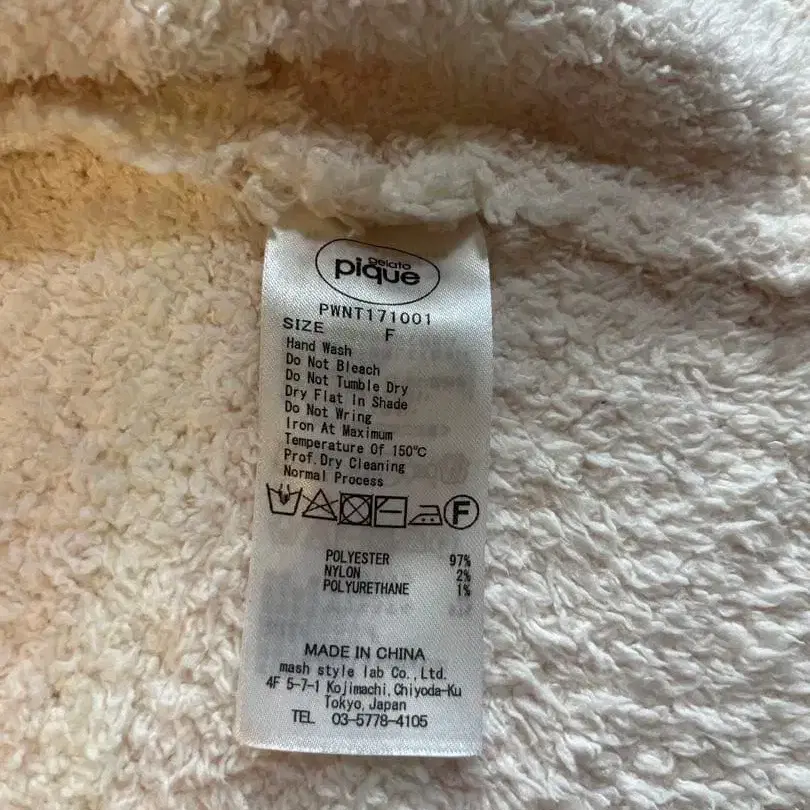 gelato
pique
PWNT171001
SIZE F
Hand Wash
Do Not Bleach
Do Not Tumble Dry
Dry Flat In Shade
Do Not Wring
Iron At Maximum
Temperature Of 150℃
Prof.Dry Cleaning
Normal Process
F
POLYESTER 97%
NYLON 2%
POLYURETHANE 1%
MADE IN CHINA
mash style lab Co.,Ltd.
4F 5-7-1 Kojimachi,Chiyoda-Ku
Tokyo,Japan
TEL 03-5778-4105